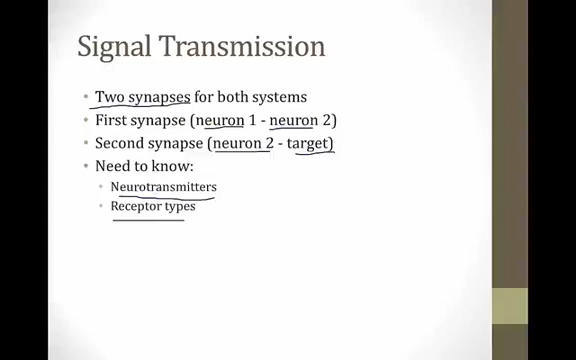 Signal Transmission
• Two synapses for both systems
• First synapse (neuron 1 - neuron 2)
• Second synapse (neuron 2 - target)
• Need to know:
• Neurotransmitters
• Receptor types